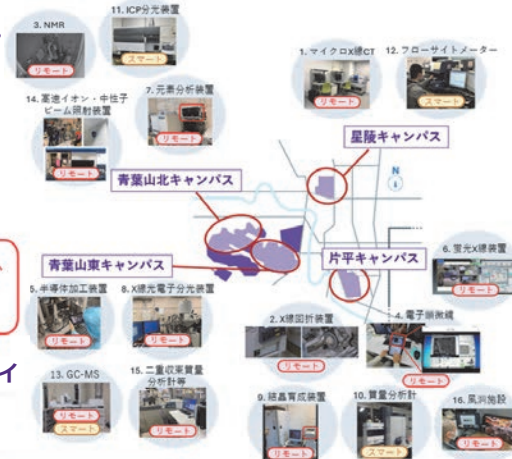 3. NMR
リモート
11. ICP分光装置
スマート
14. 高速イオン・中性子
ビーム照射装置
リモート
7. 元素分析装置
リモート
1. マイクロX線CT
リモート
12. フローサイトメーター
スマート
星陵キャンパス
N
青葉山北キャンパス
青葉山東キャンパス
片平キャンパス
6. 蛍光X線装置
リモート
5. 半導体加工装置
リモート
8. X線光電子分光装置
リモート
2. X線回折装置
リモート
4. 電子顕微鏡
リモート
イ
13. GC-MS
リモート
スマート
15. 二重収束質量
分析計等
リモート
9. 結晶育成装置
リモート
10. 質量分析計
スマート
16. 風洞施設
リモート